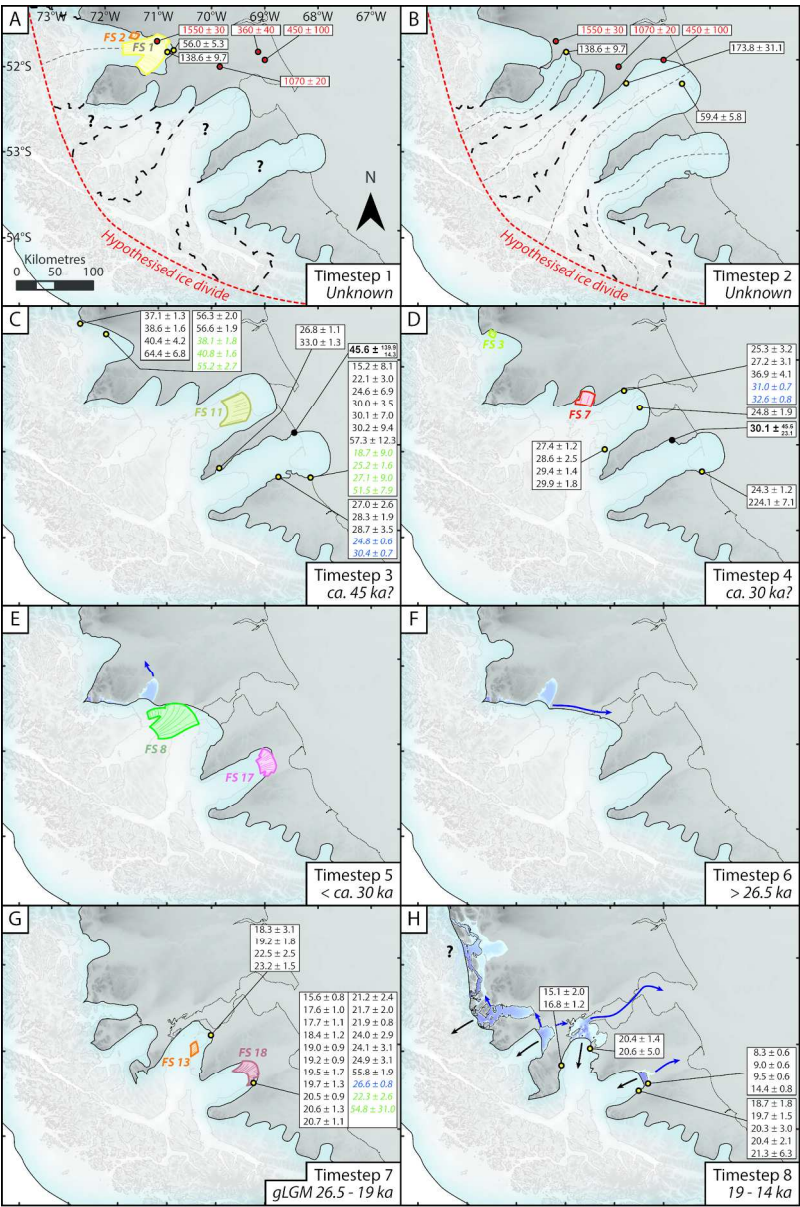 A
73°W
72°W
71°W
70°W
69°W
67°W
FS 2
FS 1
1550 ± 30
360 ± 40
450 ± 100
56.0 ± 5.3
138.6 ± 9.7
1070 ± 20
52°S
53°S
54°S
?
?
?
?
N
Kilometres
0 50 100
Hypothesised ice divide
Timestep 1
Unknown
B
1550 ± 30
1070 ± 20
450 ± 100
138.6 ± 9.7
173.8 ± 31.1
59.4 ± 5.8
Hypothesised ice divide
Timestep 2
Unknown
C
37.1 ± 1.3
38.6 ± 1.6
40.4 ± 4.2
64.4 ± 6.8
56.3 ± 2.0
56.6 ± 1.9
38.1 ± 1.8
40.8 ± 1.6
55.2 ± 2.7
26.8 ± 1.1
33.0 ± 1.3
45.6 ± 139.9 14.3
15.2 ± 8.1
22.1 ± 3.0
24.6 ± 6.9
30.0 ± 3.5
30.1 ± 7.0
30.2 ± 9.4
57.3 ± 12.3
18.7 ± 9.0
25.2 ± 1.6
27.1 ± 9.0
51.5 ± 7.9
27.0 ± 2.6
28.3 ± 1.9
28.7 ± 3.5
24.8 ± 0.6
30.4 ± 0.7
FS 11
Timestep 3
ca. 45 ka?
D
FS 3
FS 7
25.3 ± 3.2
27.2 ± 3.1
36.9 ± 4.1
31.0 ± 0.7
32.6 ± 0.8
24.8 ± 1.9
30.1 ± 45.6 23.1
27.4 ± 1.2
28.6 ± 2.5
29.4 ± 1.4
29.9 ± 1.8
24.3 ± 1.2
224.1 ± 7.1
Timestep 4
ca. 30 ka?
E
FS 8
FS 17
Timestep 5
< ca. 30 ka
F
Timestep 6
> 26.5 ka
G
18.3 ± 3.1
19.2 ± 1.8
22.5 ± 2.5
23.2 ± 1.5
FS 13
FS 18
15.6 ± 0.8 21.2 ± 2.4
17.6 ± 1.0 21.7 ± 2.0
17.7 ± 1.1 21.9 ± 0.8
18.4 ± 1.2 24.0 ± 2.9
19.0 ± 0.9 24.1 ± 3.1
19.2 ± 0.9 24.9 ± 3.1
19.5 ± 1.7 55.8 ± 1.9
19.7 ± 1.3 26.6 ± 0.8
20.5 ± 0.9 22.3 ± 2.6
20.6 ± 1.3 54.8 ± 31.0
20.7 ± 1.1
Timestep 7
gLGM 26.5 - 19 ka
H
?
15.1 ± 2.0
16.8 ± 1.2
20.4 ± 1.4
20.6 ± 5.0
8.3 ± 0.6
9.0 ± 0.6
9.5 ± 0.6
14.4 ± 0.8
18.7 ± 1.8
19.7 ± 1.5
20.3 ± 3.0
20.4 ± 2.1
21.3 ± 6.3
Timestep 8
19 - 14 ka